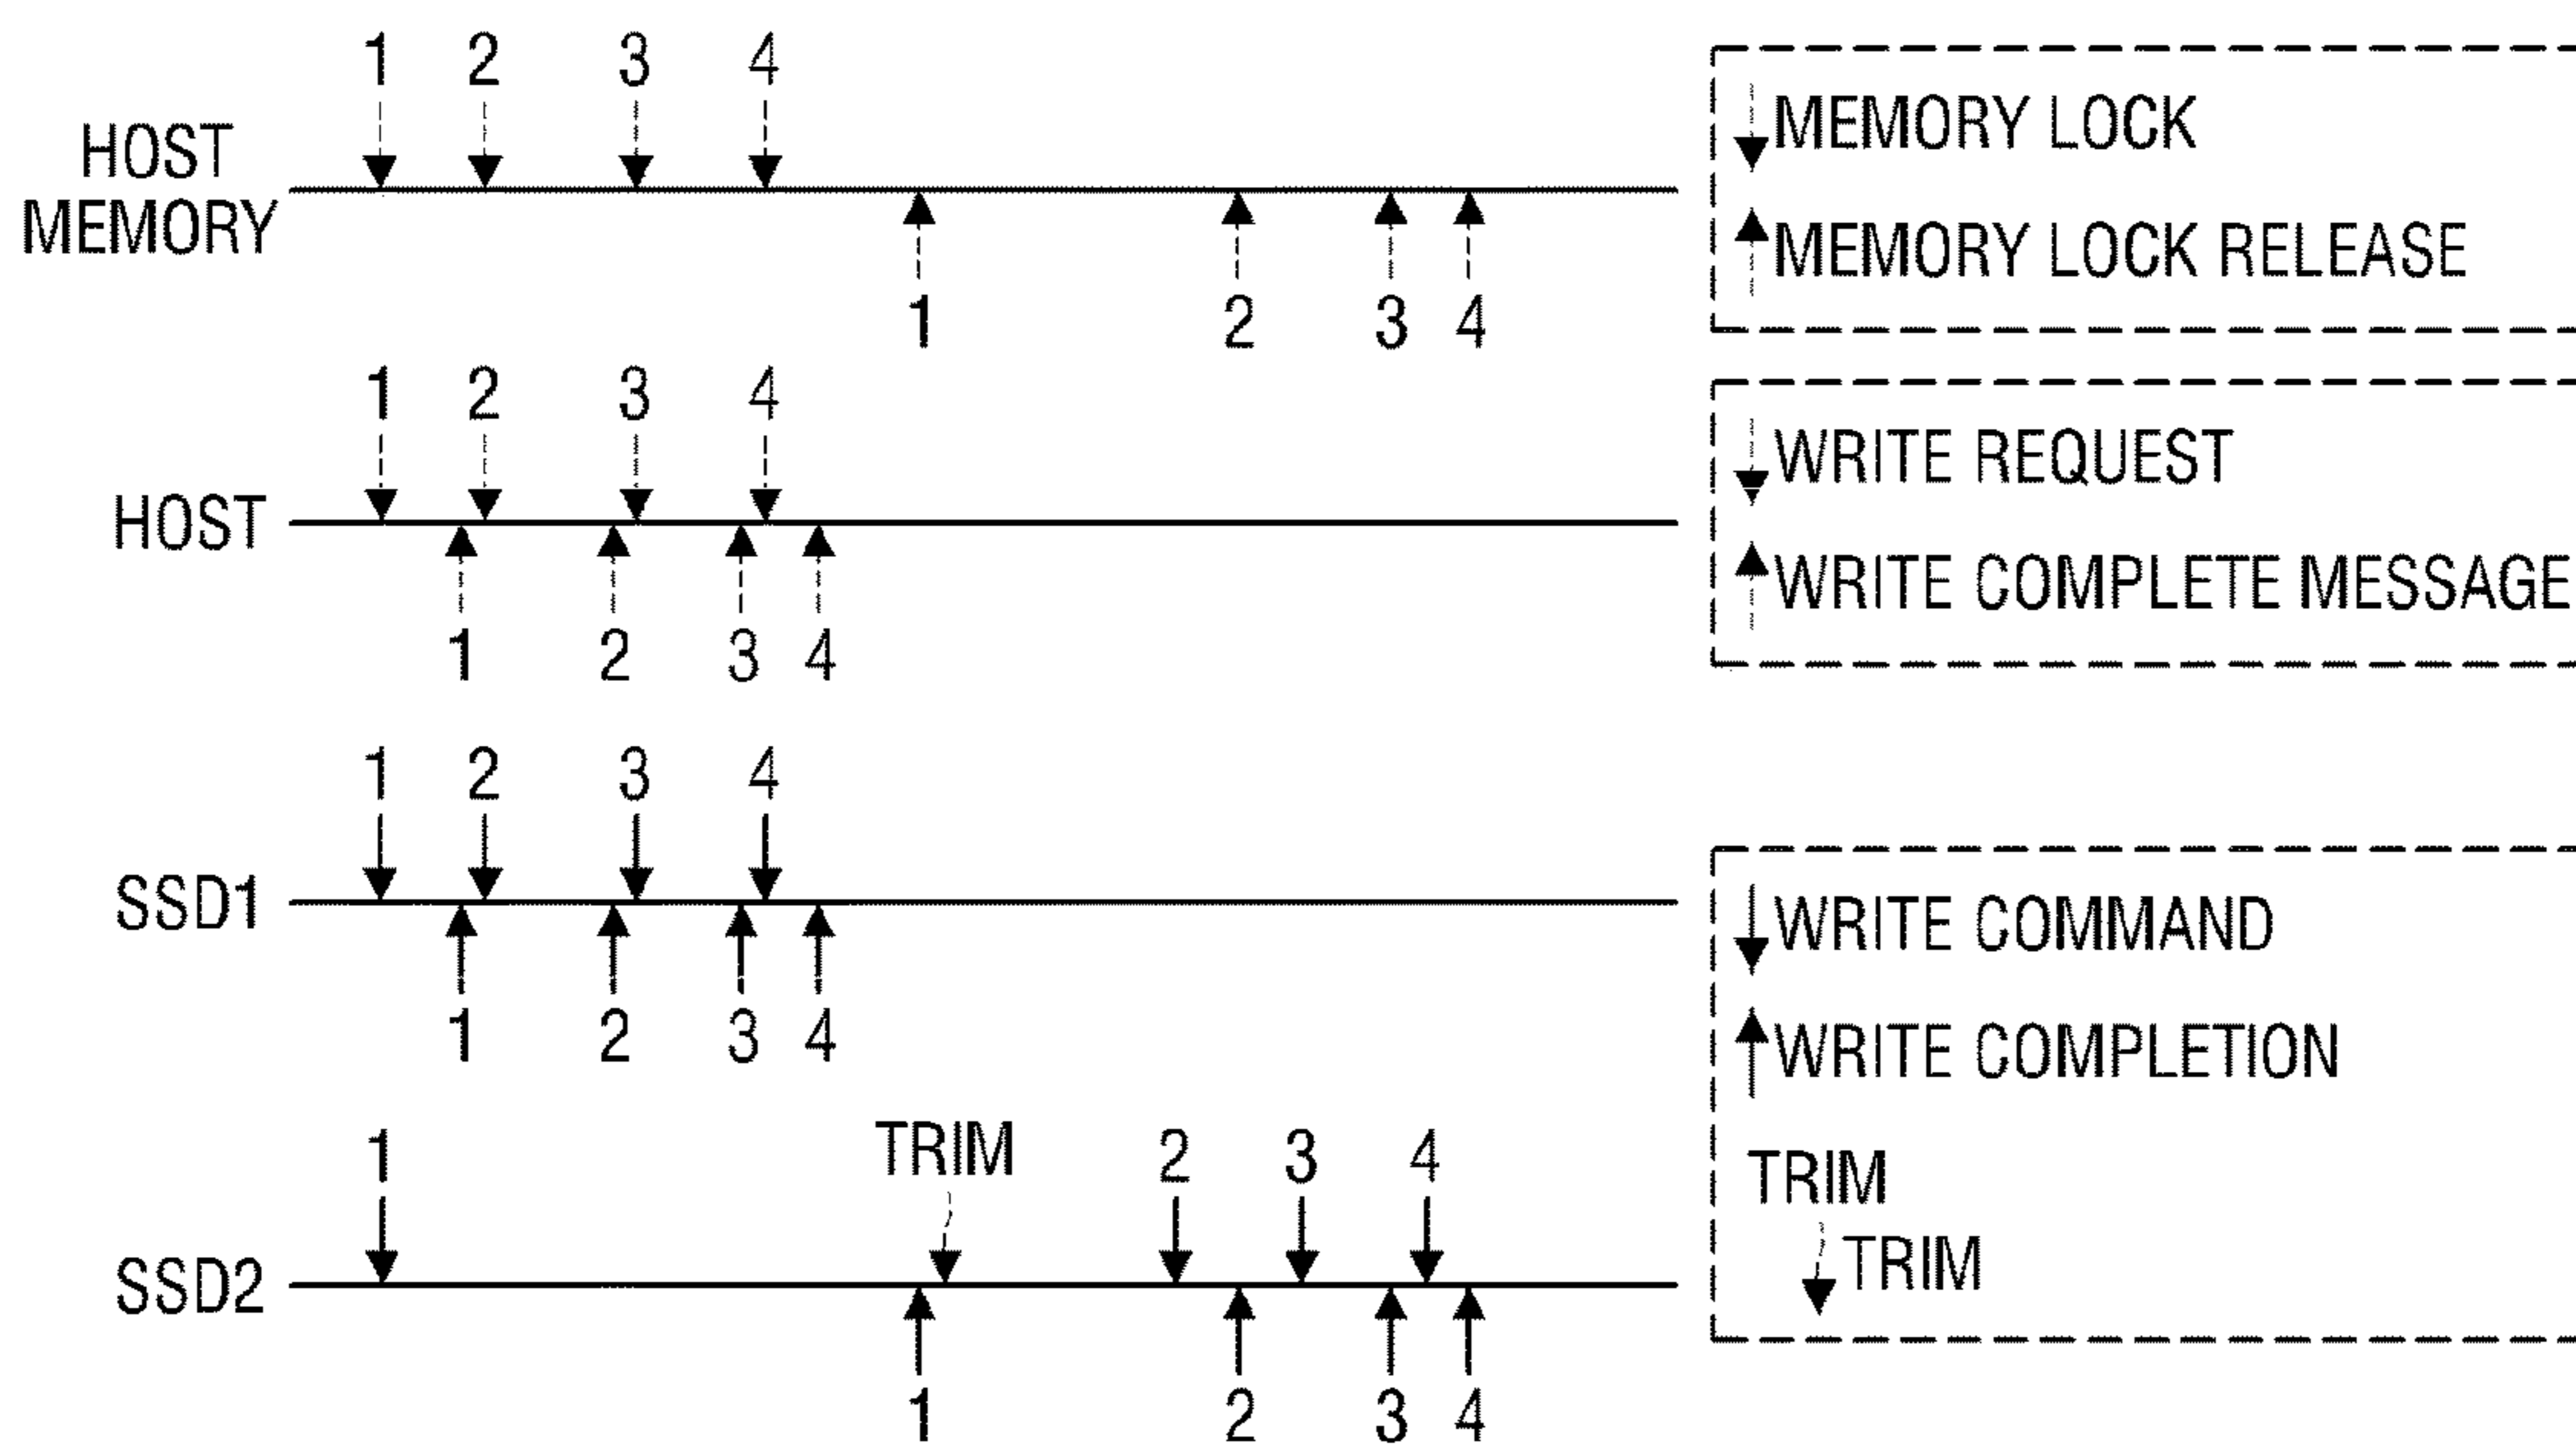 1 2 3 4
HOST
MEMORY
1 2 3 4
MEMORY LOCK
MEMORY LOCK RELEASE
1 2 3 4
HOST
1 2 3 4
WRITE REQUEST
WRITE COMPLETE MESSAGE
1 2 3 4
SSD1
1 2 3 4
1 TRIM 2 3 4
SSD2
1 2 3 4
WRITE COMMAND
WRITE COMPLETION
TRIM
TRIM